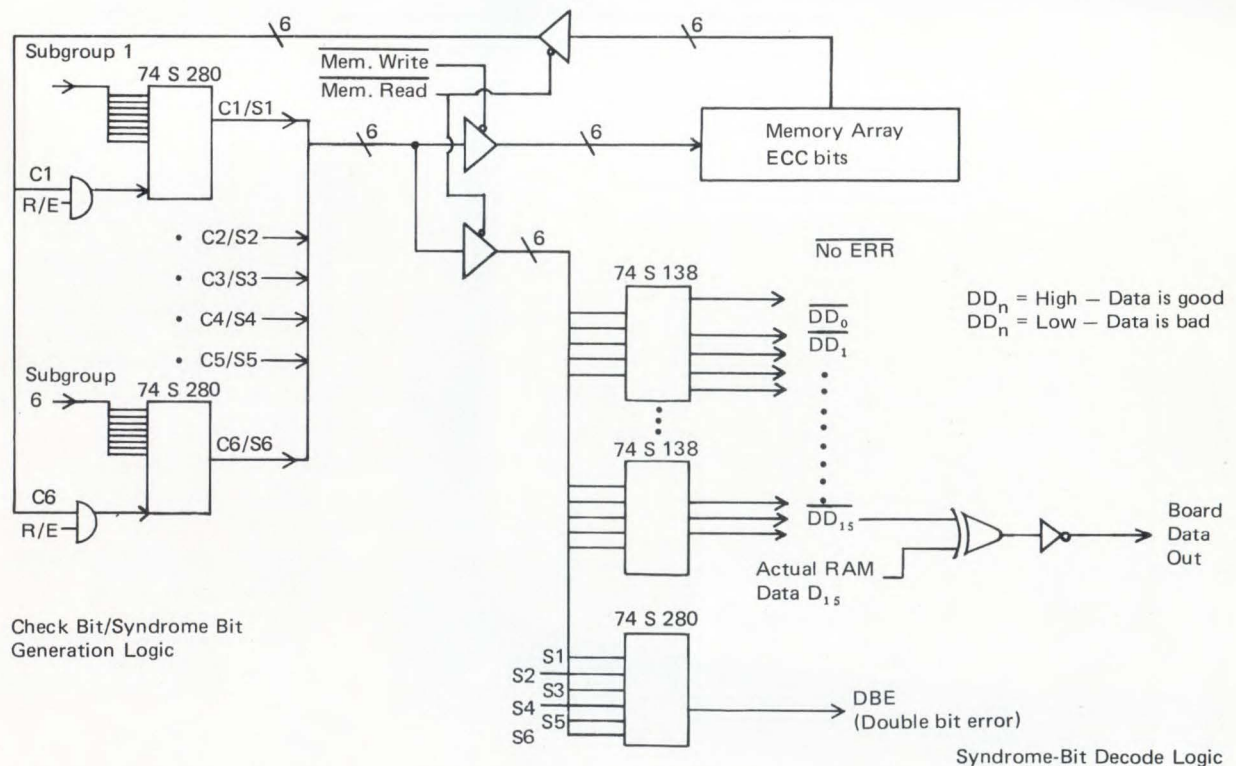 6
6
Subgroup 1
74 S 280
C1/S1
Mem. Write
Mem. Read
6
6
Memory Array
ECC bits
C1
R/E
• C2/S2
• C3/S3
• C4/S4
• C5/S5
6
No ERR
74 S 138
DD0
DD1
DDn = High — Data is good
DDn = Low — Data is bad
Subgroup
6
74 S 280
C6/S6
74 S 138
C6
R/E
DD15
Board
Data
Out
Actual RAM
Data D15
Check Bit/Syndrome Bit
Generation Logic
74 S 280
S1
S2
S3
S4
S5
S6
DBE
(Double bit error)
Syndrome-Bit Decode Logic